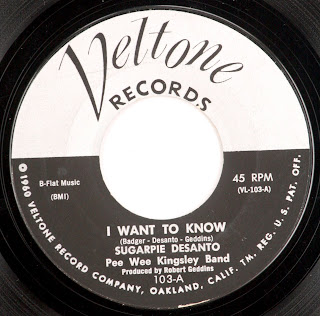 Veltone
RECORDS
B-Flat Music
(BMI)
45 RPM
(VL-103-A)
I WANT TO KNOW
(Badger - Desanto - Geddins)
SUGARPIE DESANTO
Pee Wee Kingsley Band
Produced by Robert Geddins
103-A
© 1960 VELTONE RECORD COMPANY, OAKLAND, CALIF. TM. REG. U. S. PAT. OFF.